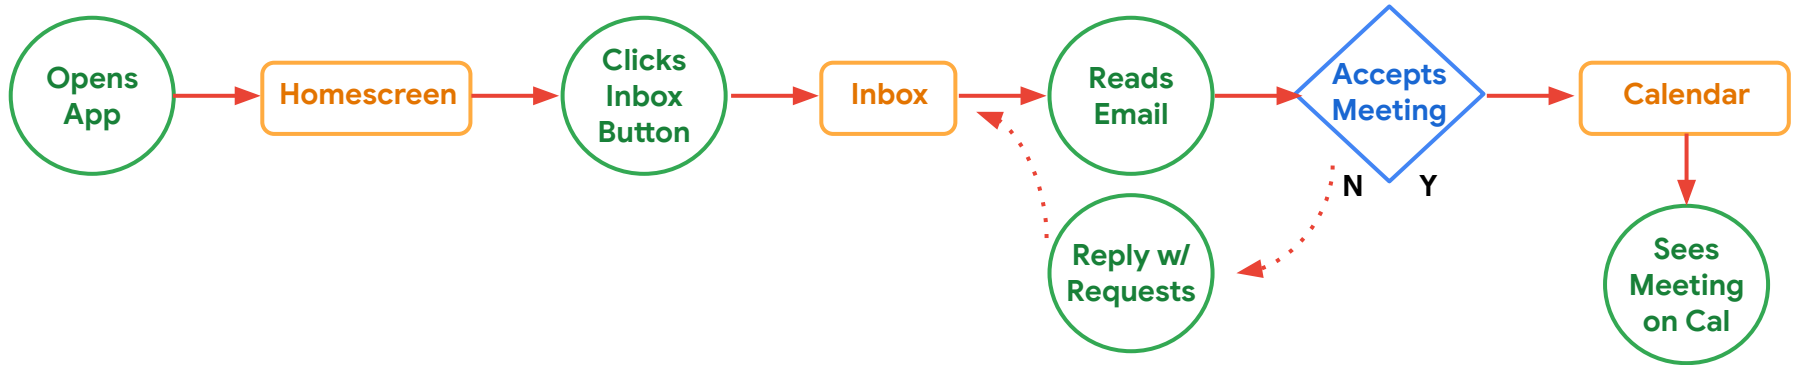 Opens
App
Homescreen
Clicks
Inbox
Button
Inbox
Reads
Email
Accepts
Meeting
Calendar
N
Y
Reply w/
Requests
Sees
Meeting
on Cal